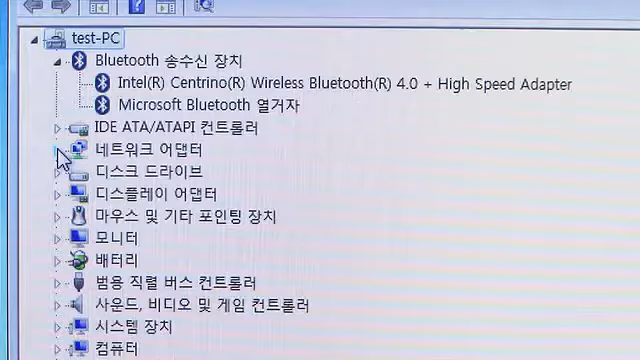 test-PC
Bluetooth 송수신 장치
Intel(R) Centrino(R) Wireless Bluetooth(R) 4.0 + High Speed Adapter
Microsoft Bluetooth 열거자
IDE ATA/ATAPI 컨트롤러
네트워크 어댑터
디스크 드라이브
디스플레이 어댑터
마우스 및 기타 포인팅 장치
모니터
배터리
범용 직렬 버스 컨트롤러
사운드, 비디오 및 게임 컨트롤러
시스템 장치
컴퓨터